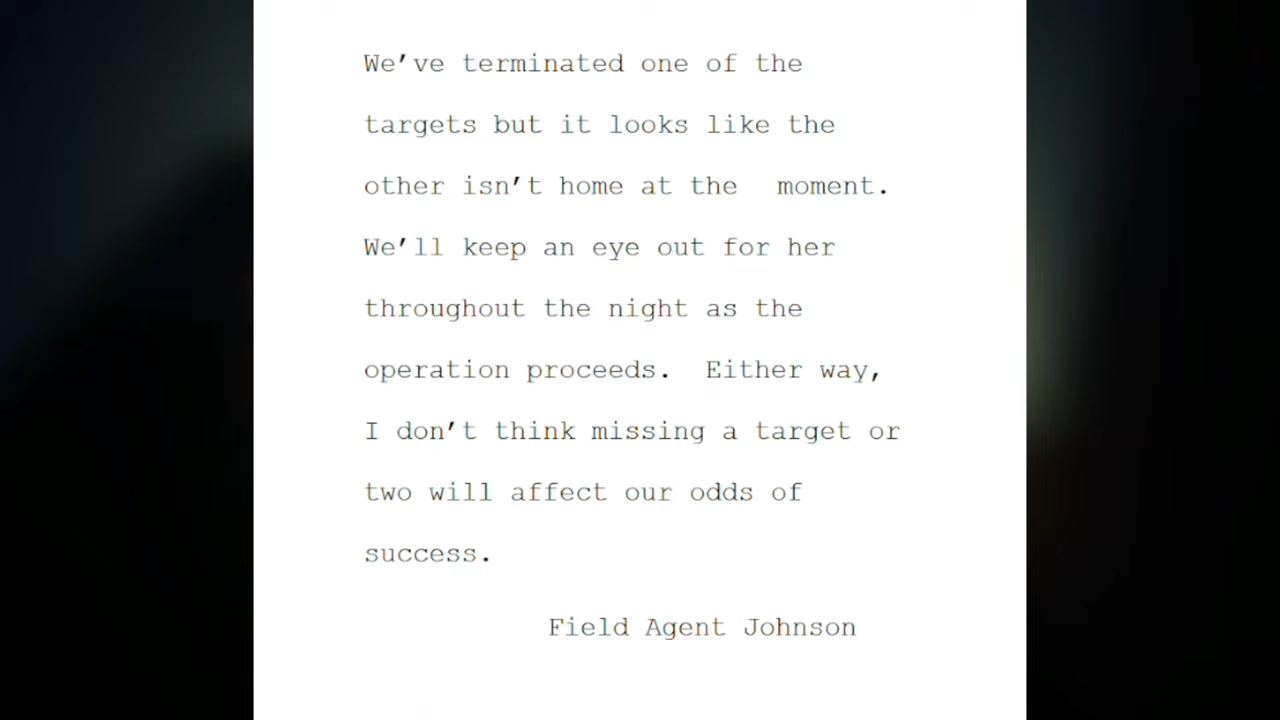 We've terminated one of the
targets but it looks like the
other isn't home at the  moment.
We'll keep an eye out for her
throughout the night as the
operation proceeds.  Either way,
I don't think missing a target or
two will affect our odds of
success.
Field Agent Johnson